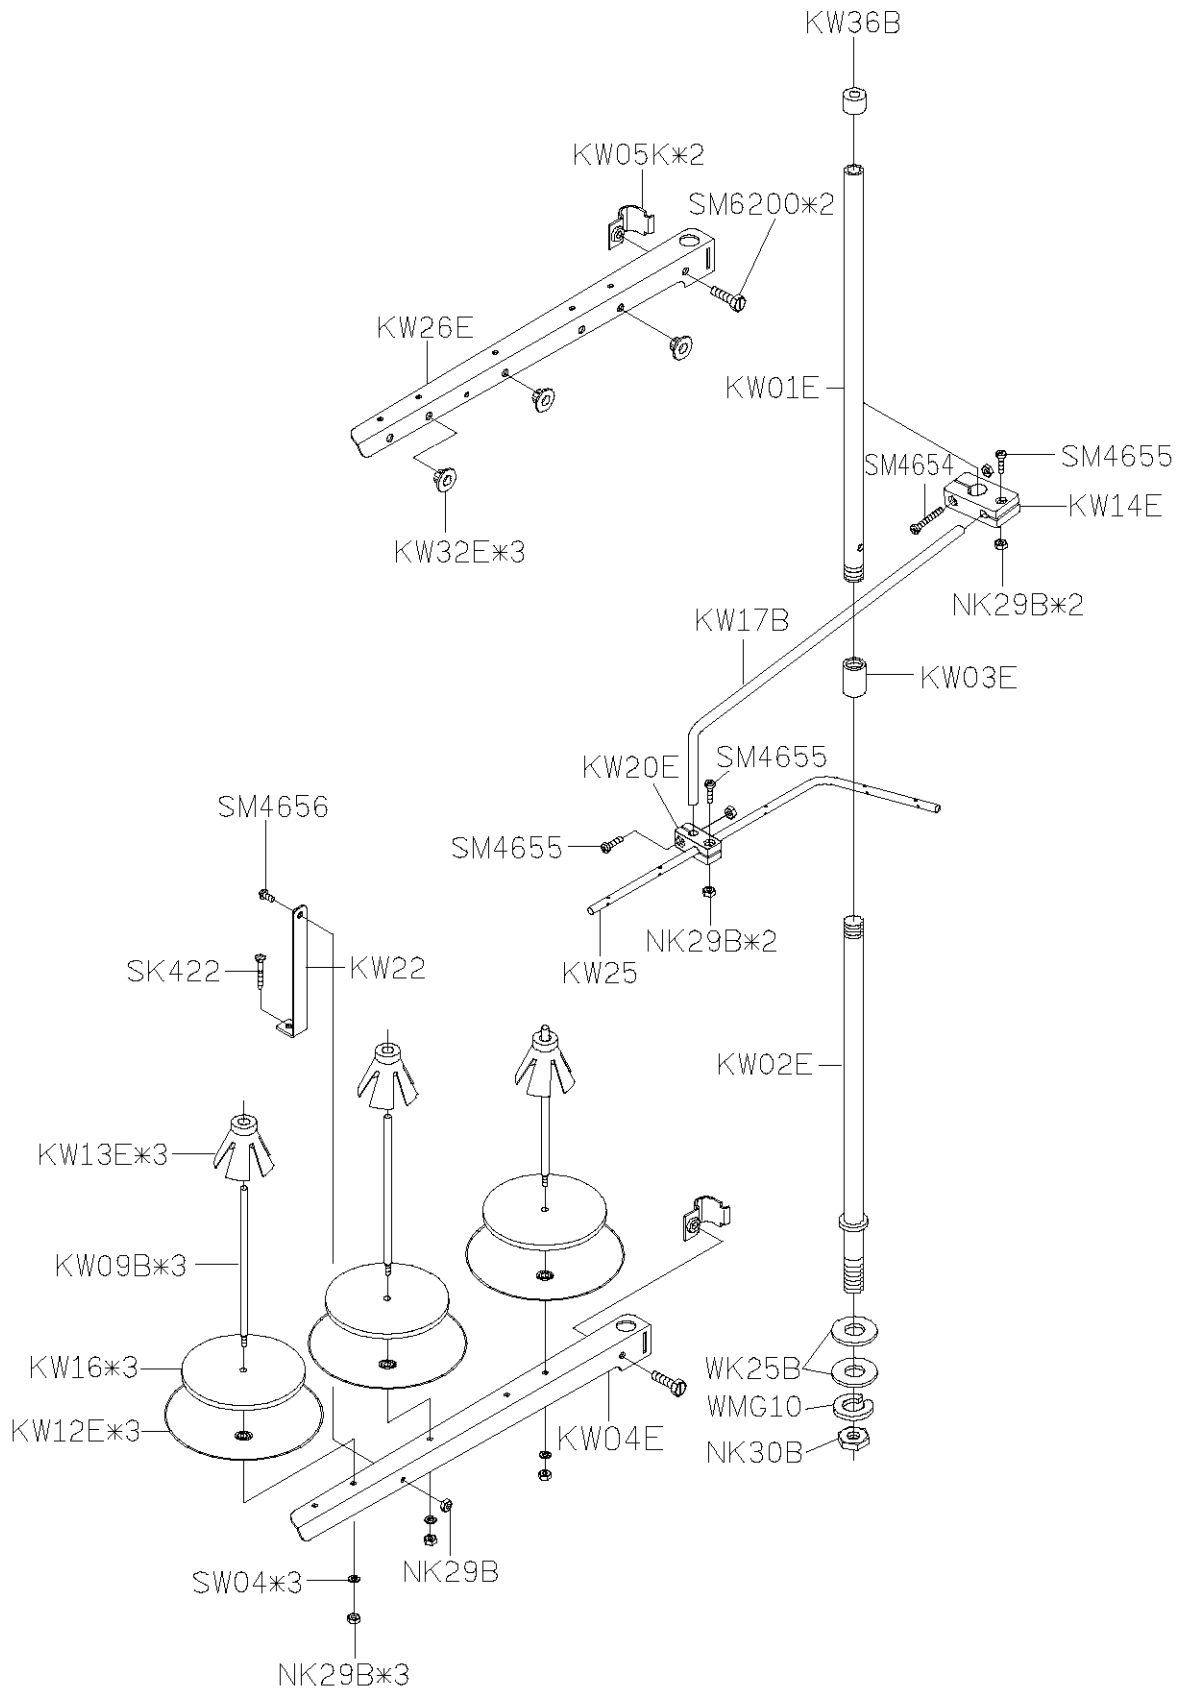 KW36B
KW05K*2
SM6200*2
KW26E
KW01E
SM4654
SM4655
KW14E
KW32E*3
NK29B*2
KW17B
KW03E
KW20E
SM4655
SM4656
SM4655
NK29B*2
SK422
KW22
KW25
KW02E
KW13E*3
KW09B*3
KW16*3
WK25B
WMG10
KW12E*3
KW04E
NK30B
NK29B
SW04*3
NK29B*3